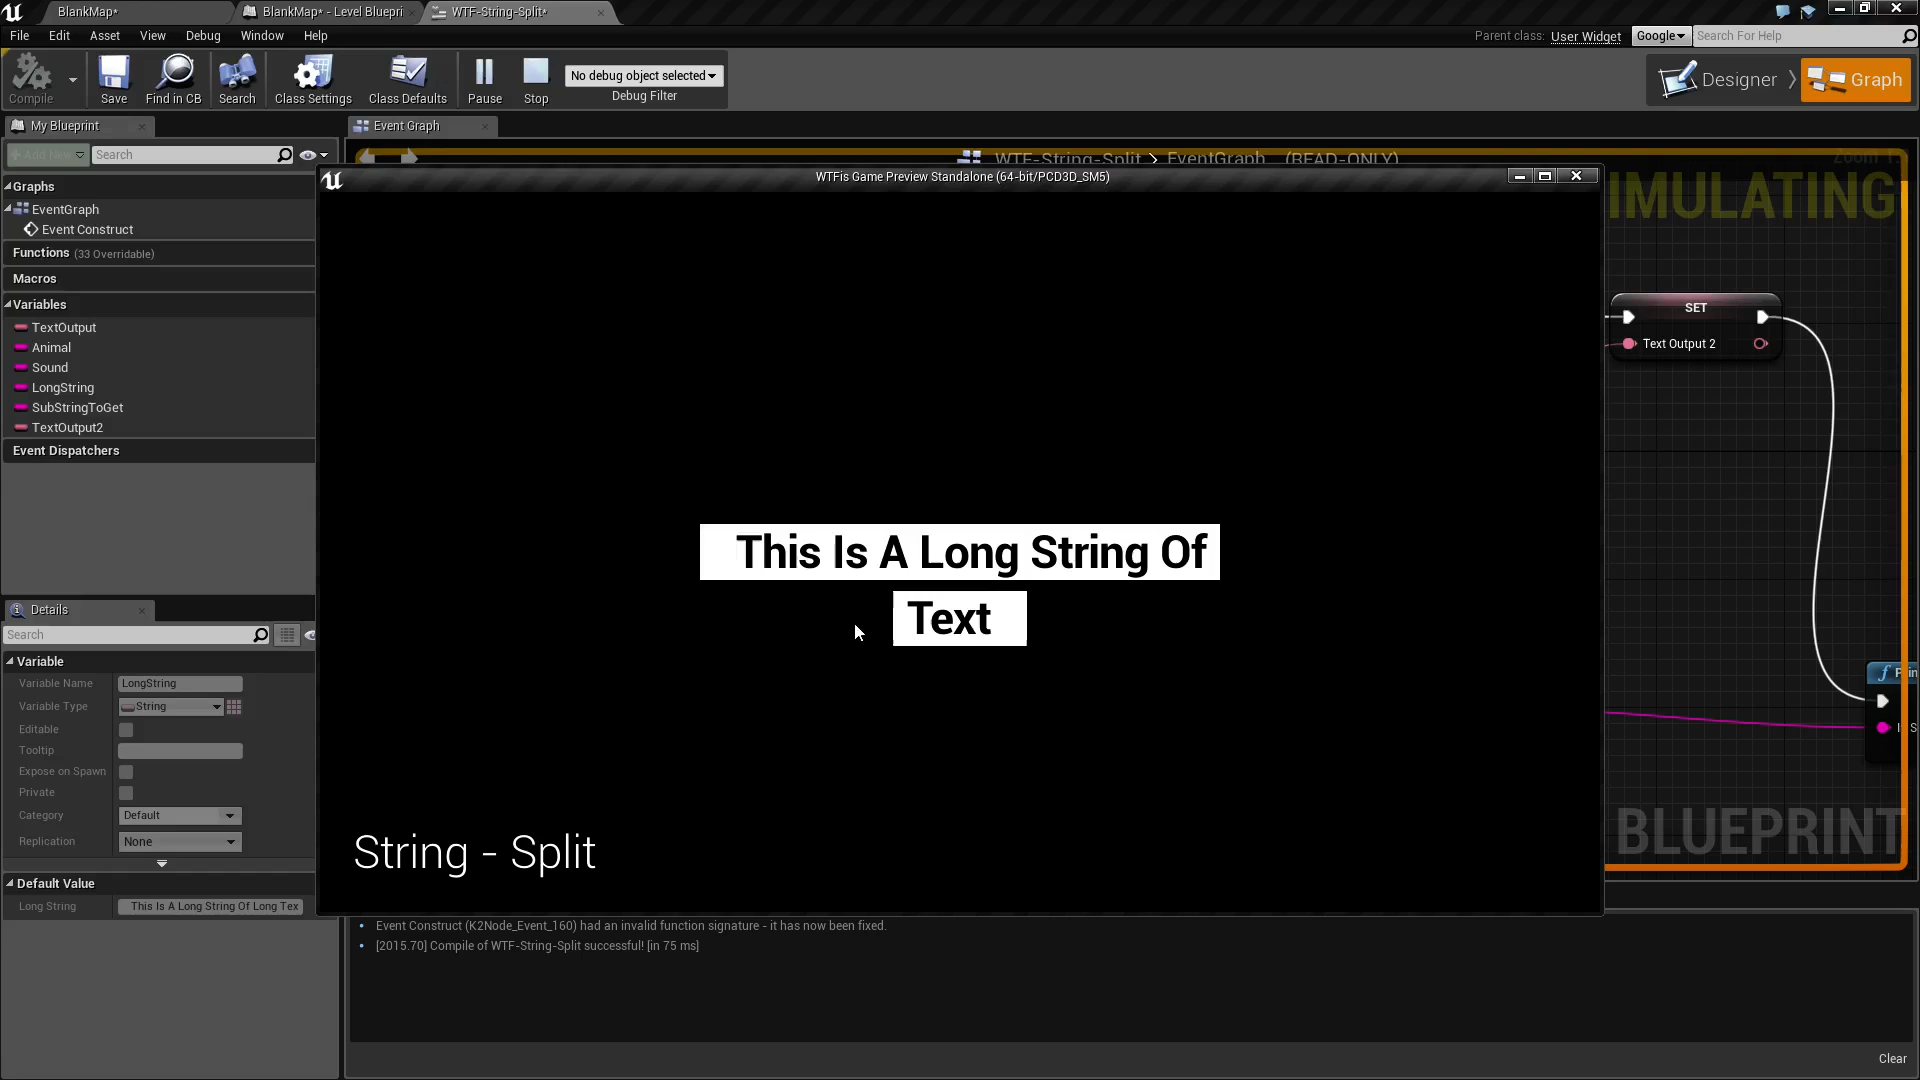 BlankMap*
BlankMap* - Level Bluepri
WTF-String-Split*
File
Edit
Asset
View
Debug
Window
Help
Parent class:
User Widget
Google
Search For Help
Compile
Save
Find in CB
Search
Class Settings
Class Defaults
Pause
Stop
No debug object selected
Debug Filter
Designer
Graph
My Blueprint
Event Graph
Add New
Search
WTF-String-Split > EventGraph (READ-ONLY)
WTFis Game Preview Standalone (64-bit/PCD3D_SM5)
IMULATING
Graphs
EventGraph
Event Construct
Functions (33 Overridable)
Macros
Variables
TextOutput
Animal
Sound
LongString
SubStringToGet
TextOutput2
Event Dispatchers
SET
Text Output 2
This Is A Long String Of
Text
String - Split
BLUEPRINT
Details
Search
Variable
Variable Name
LongString
Variable Type
String
Editable
Tooltip
Expose on Spawn
Private
Category
Default
Replication
None
Default Value
Long String
This Is A Long String Of Long Tex
Event Construct (K2Node_Event_160) had an invalid function signature - it has now been fixed.
[2015.70] Compile of WTF-String-Split successful! [in 75 ms]
Clear